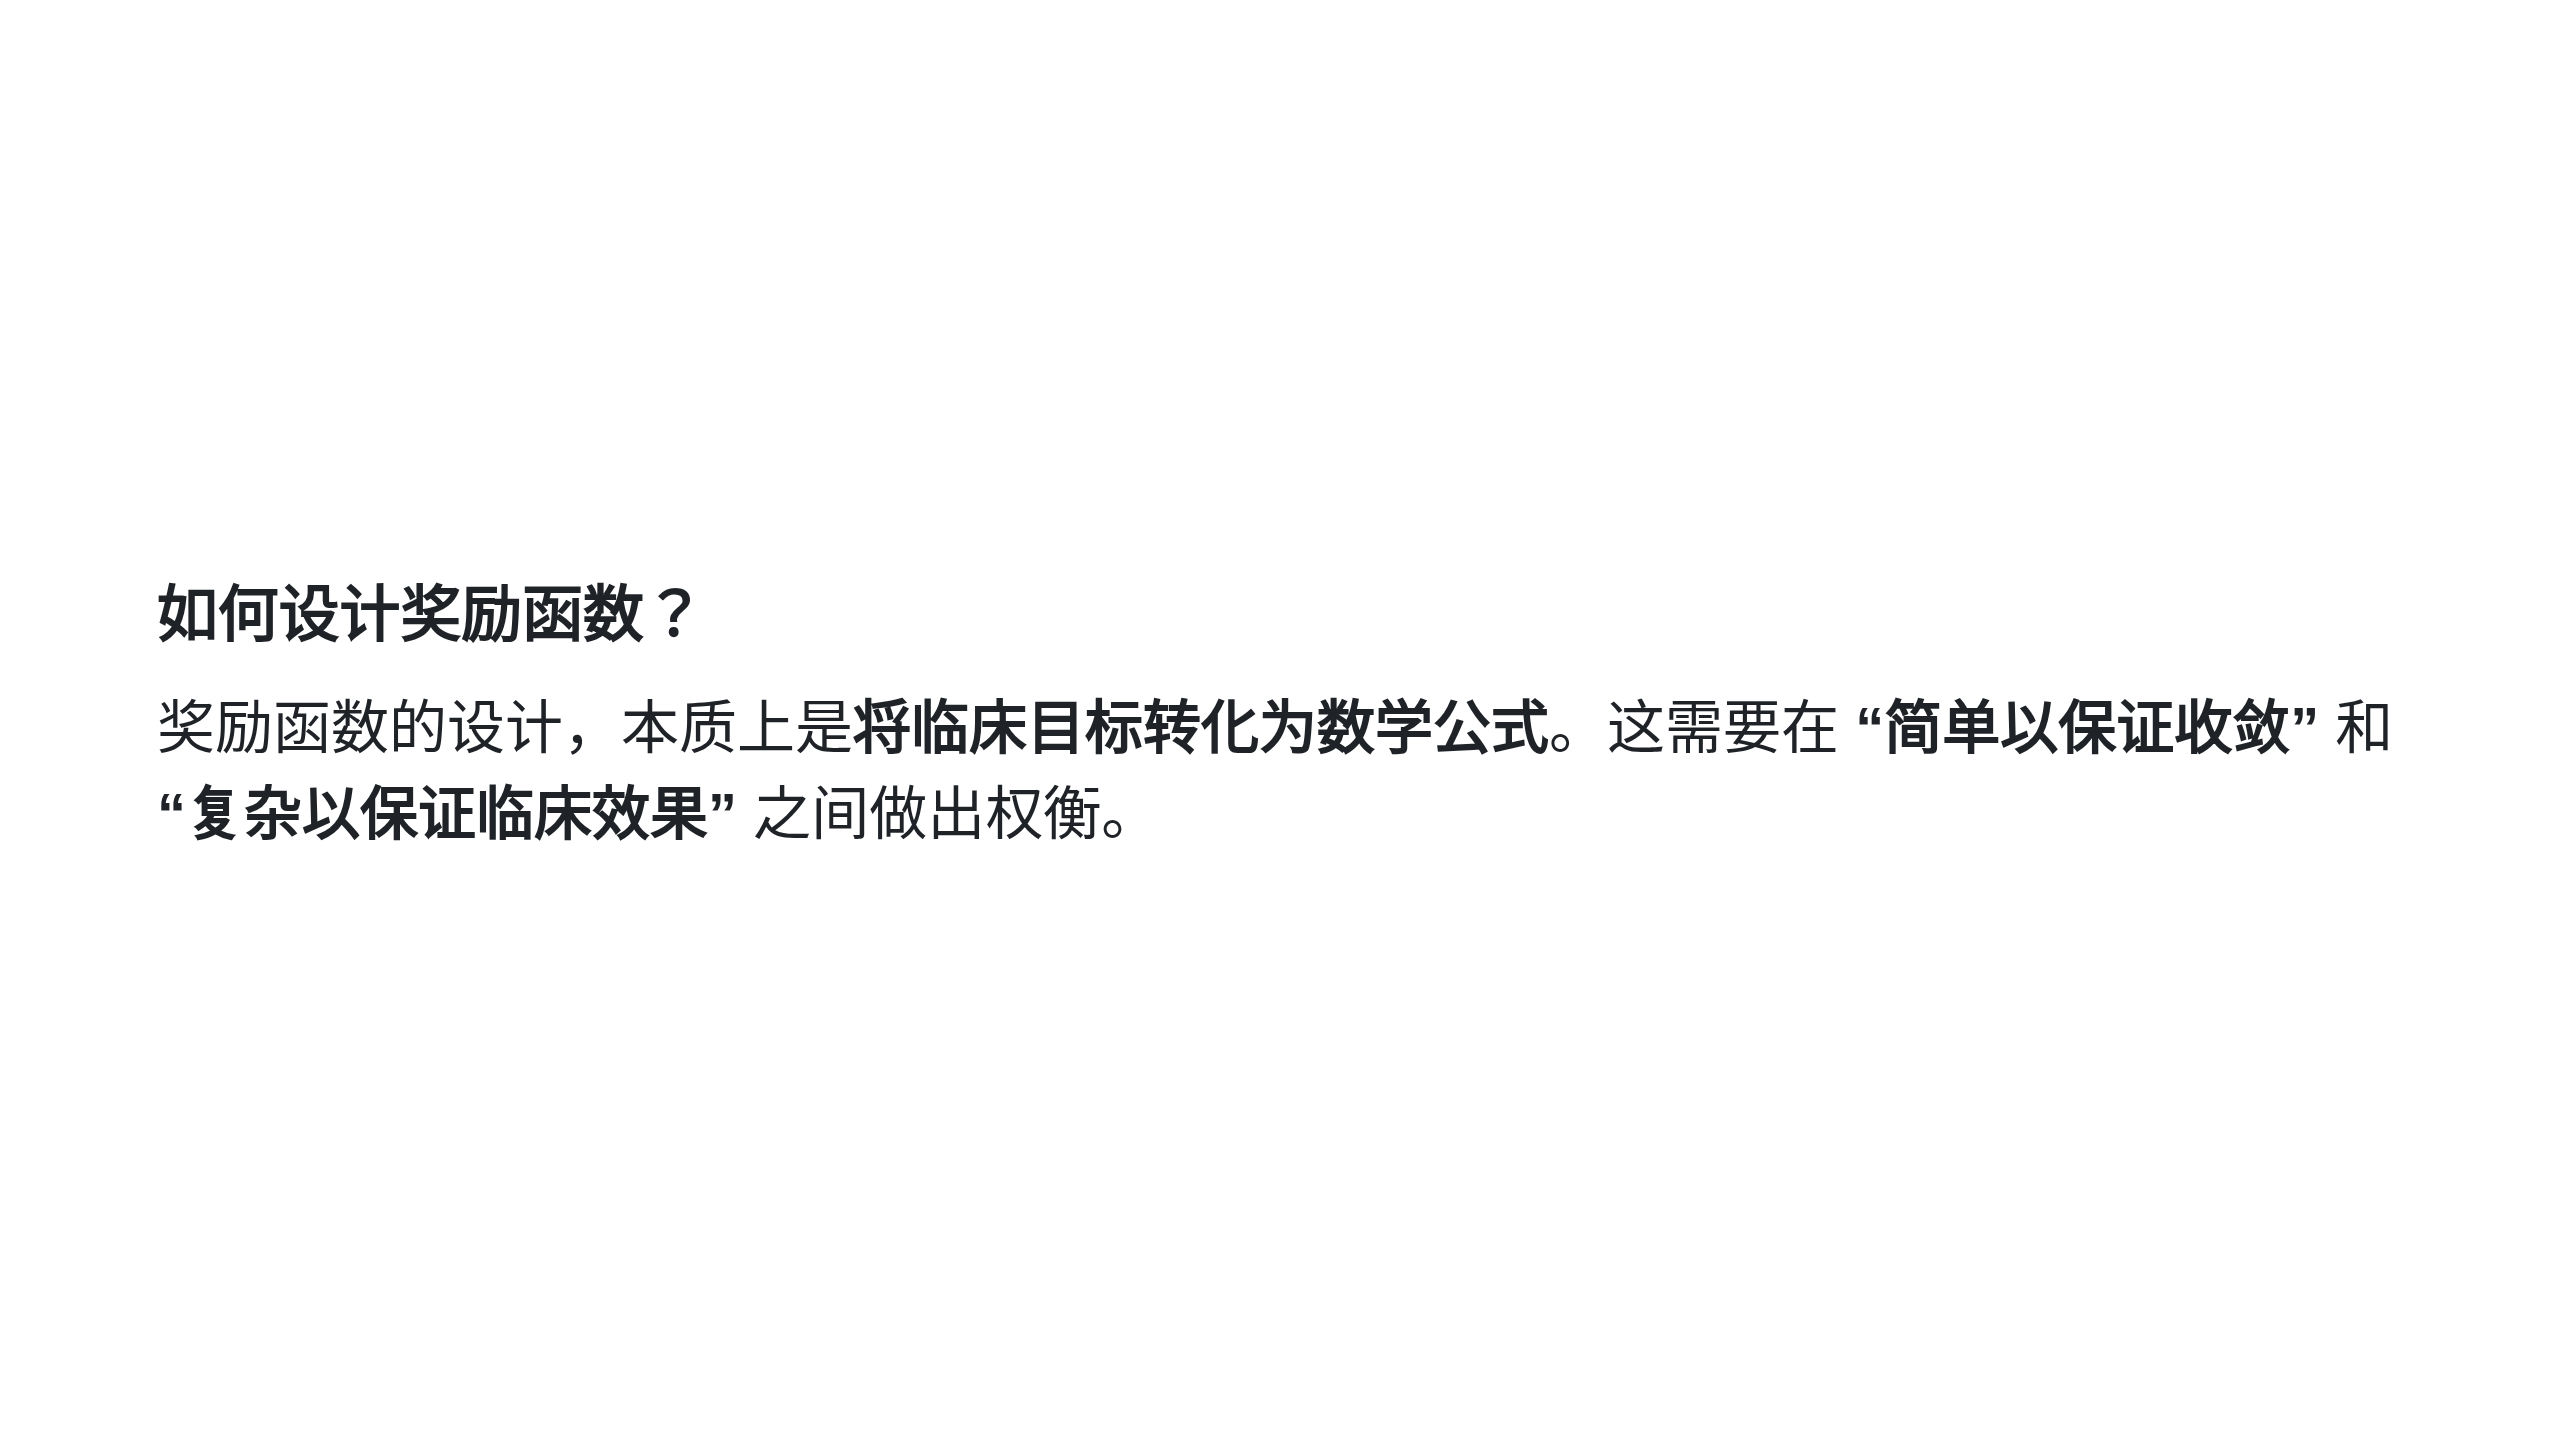 如何设计奖励函数？
奖励函数的设计，本质上是将临床目标转化为数学公式。这需要在 “简单以保证收敛” 和
“复杂以保证临床效果” 之间做出权衡。